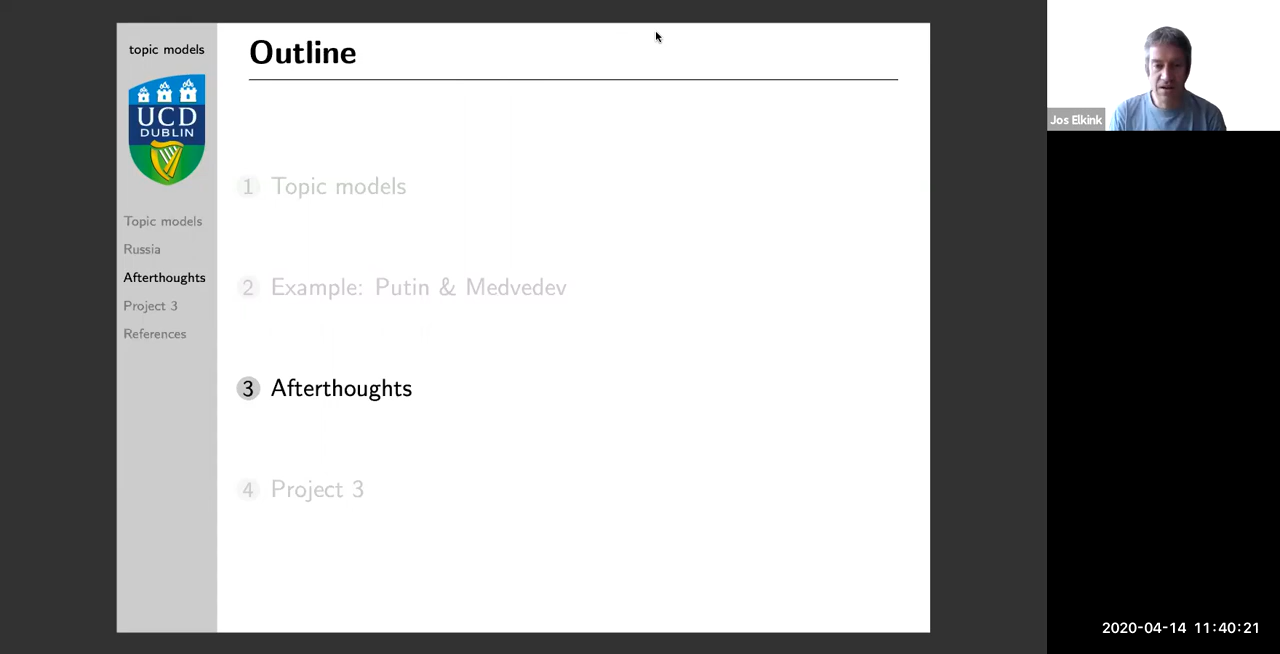 topic models
UCD
DUBLIN
Topic models
Russia
Afterthoughts
Project 3
References
Outline
1 Topic models
2 Example: Putin & Medvedev
3 Afterthoughts
4 Project 3
Jos Elkink
2020-04-14 11:40:21